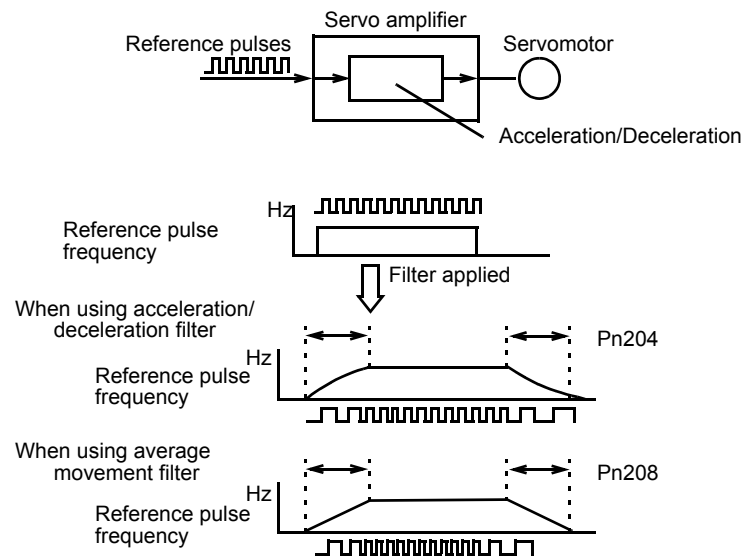 Servo amplifier
Reference pulses
Servomotor
Acceleration/Deceleration
Hz
Reference pulse
frequency
Filter applied
When using acceleration/
deceleration filter
Pn204
Hz
Reference pulse
frequency
When using average
movement filter
Pn208
Hz
Reference pulse
frequency